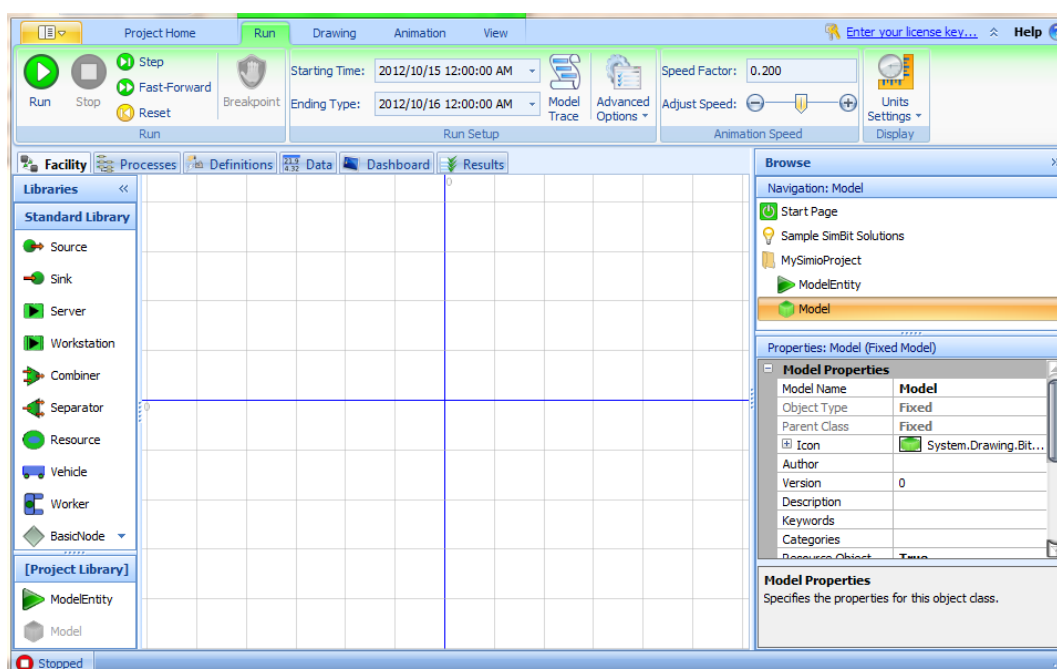 Project Home Run Drawing Animation View Enter your license key... Help
Step
Fast-Forward
Reset
Run Stop
Breakpoint
Run
Starting Time: 2012/10/15 12:00:00 AM
Ending Type: 2012/10/16 12:00:00 AM
Model
Trace
Advanced
Options
Run Setup
Speed Factor: 0.200
Adjust Speed:
Animation Speed
Units
Settings
Display
Facility Processes Definitions Data Dashboard Results
Libraries
Standard Library
Source
Sink
Server
Workstation
Combiner
Separator
Resource
Vehicle
Worker
BasicNode
[Project Library]
ModelEntity
Model
0
0
Browse
Navigation: Model
Start Page
Sample SimBit Solutions
MySimioProject
ModelEntity
Model
Properties: Model (Fixed Model)
Model Properties
Model Name Model
Object Type Fixed
Parent Class Fixed
Icon System.Drawing.Bit...
Author
Version 0
Description
Keywords
Categories
Resource Object True
Model Properties
Specifies the properties for this object class.
Stopped